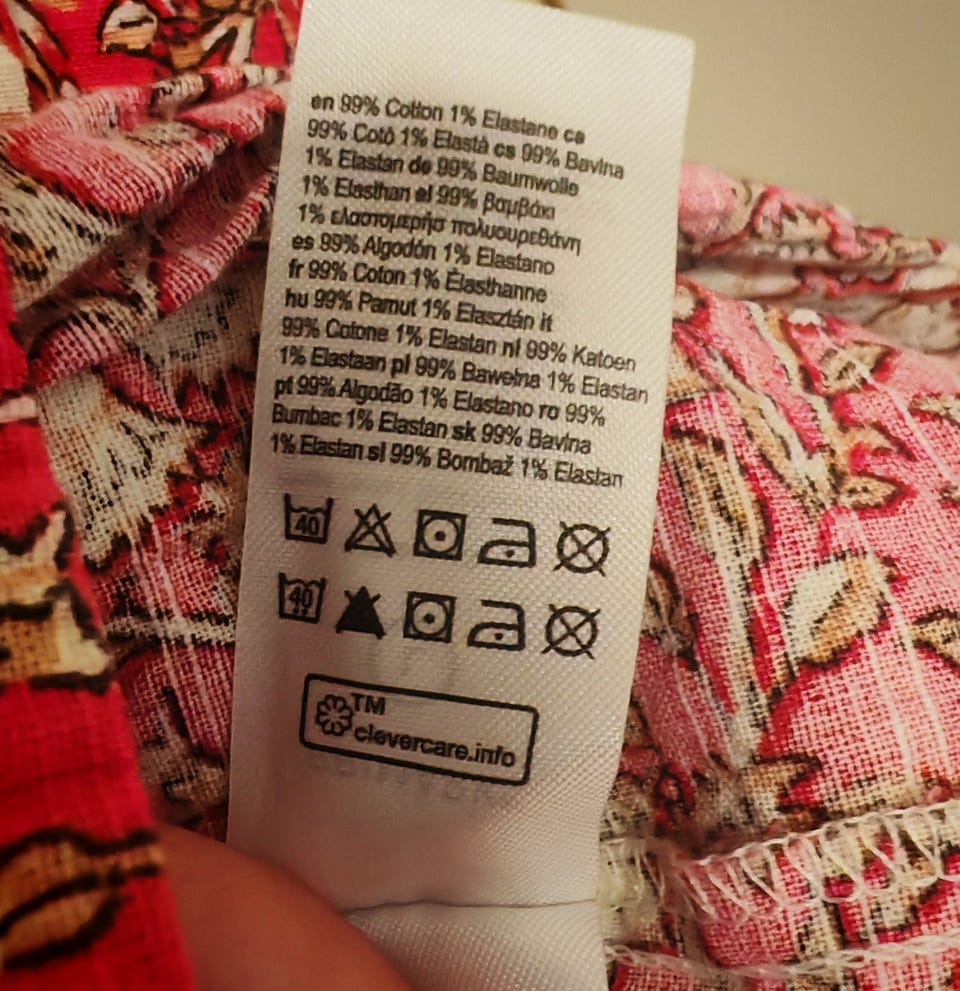 en 99% Cotton 1% Elastane ca
99% Cotó 1% Elastà cs 99% Bavlna
1% Elastan de 99% Baumwolle
1% Elasthan el 99% βαμβάκι
1% ελαστομερής πολυουρεθάνη
es 99% Algodón 1% Elastano
fr 99% Coton 1% Élasthanne
hu 99% Pamut 1% Elasztán it
99% Cotone 1% Elastan nl 99% Katoen
1% Elastaan pl 99% Bawełna 1% Elastan
pt 99% Algodão 1% Elastano ro 99%
Bumbac 1% Elastan sk 99% Bavlna
1% Elastan sl 99% Bombaž 1% Elastan
40
40
TM
clevercare.info